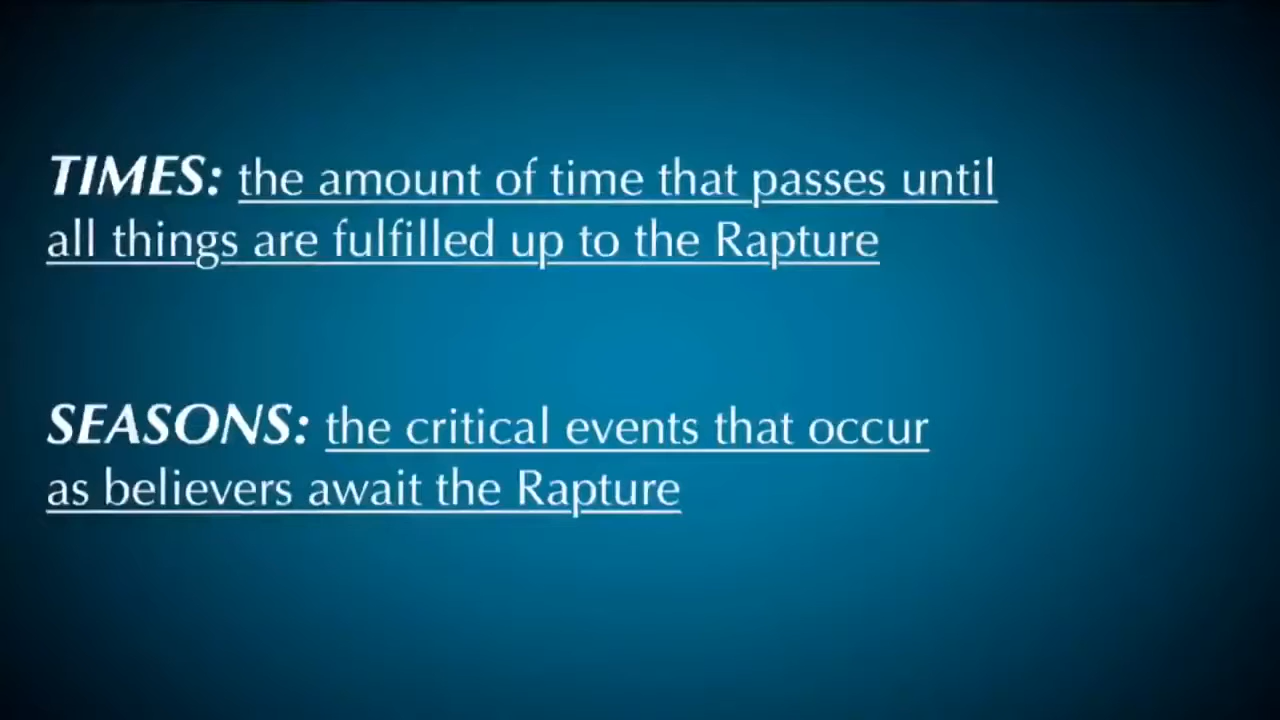 TIMES: the amount of time that passes until
all things are fulfilled up to the Rapture
SEASONS: the critical events that occur
as believers await the Rapture